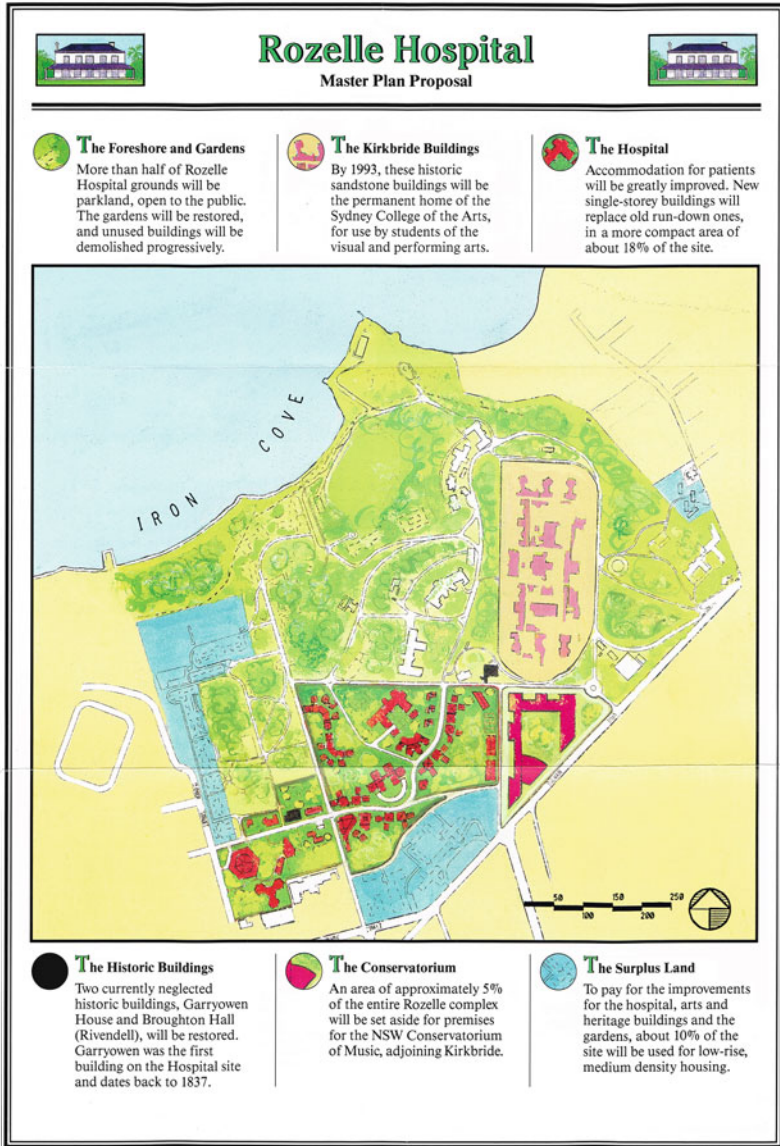 Rozelle Hospital
Master Plan Proposal
The Foreshore and Gardens
More than half of Rozelle
Hospital grounds will be
parkland, open to the public.
The gardens will be restored,
and unused buildings will be
demolished progressively.
The Kirkbride Buildings
By 1993, these historic
sandstone buildings will be
the permanent home of the
Sydney College of the Arts,
for use by students of the
visual and performing arts.
The Hospital
Accommodation for patients
will be greatly improved. New
single-storey buildings will
replace old run-down ones,
in a more compact area of
about 18% of the site.
IRON COVE
50 150 250
100 200
The Historic Buildings
Two currently neglected
historic buildings, Garryowen
House and Broughton Hall
(Rivendell), will be restored.
Garryowen was the first
building on the Hospital site
and dates back to 1837.
The Conservatorium
An area of approximately 5%
of the entire Rozelle complex
will be set aside for premises
for the NSW Conservatorium
of Music, adjoining Kirkbride.
The Surplus Land
To pay for the improvements
for the hospital, arts and
heritage buildings and the
gardens, about 10% of the
site will be used for low-rise,
medium density housing.